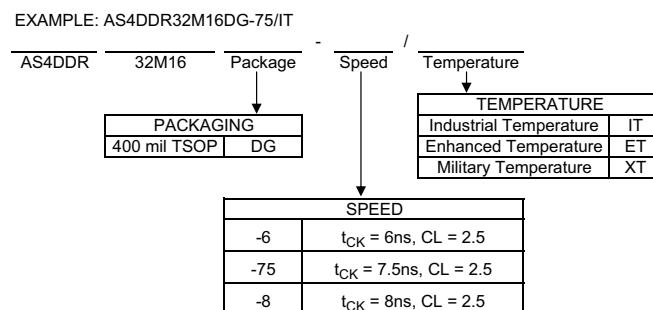 EXAMPLE: AS4DDR32M16DG-75/IT
- /
AS4DDR 32M16 Package Speed Temperature
TEMPERATURE
Industrial Temperature IT
Enhanced Temperature ET
Military Temperature XT
PACKAGING
400 mil TSOP DG
SPEED
-6 tCK = 6ns, CL = 2.5
-75 tCK = 7.5ns, CL = 2.5
-8 tCK = 8ns, CL = 2.5